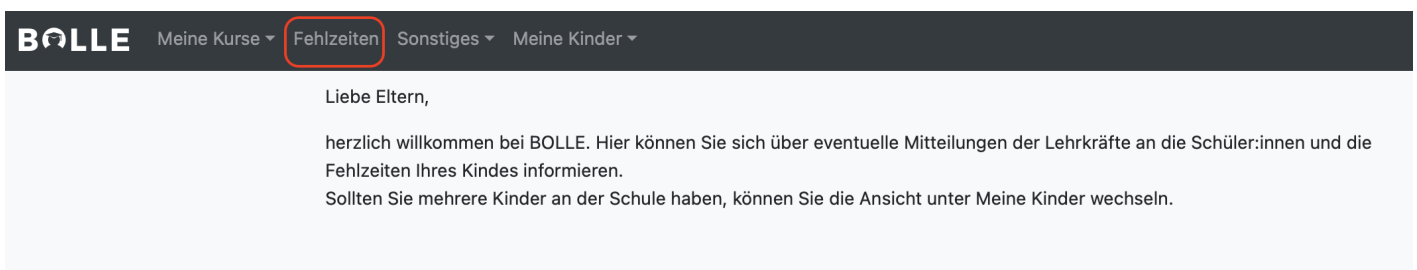 BOLLE Meine Kurse Fehlzeiten Sonstiges Meine Kinder
Liebe Eltern,
herzlich willkommen bei BOLLE. Hier können Sie sich über eventuelle Mitteilungen der Lehrkräfte an die Schüler:innen und die
Fehlzeiten Ihres Kindes informieren.
Sollten Sie mehrere Kinder an der Schule haben, können Sie die Ansicht unter Meine Kinder wechseln.